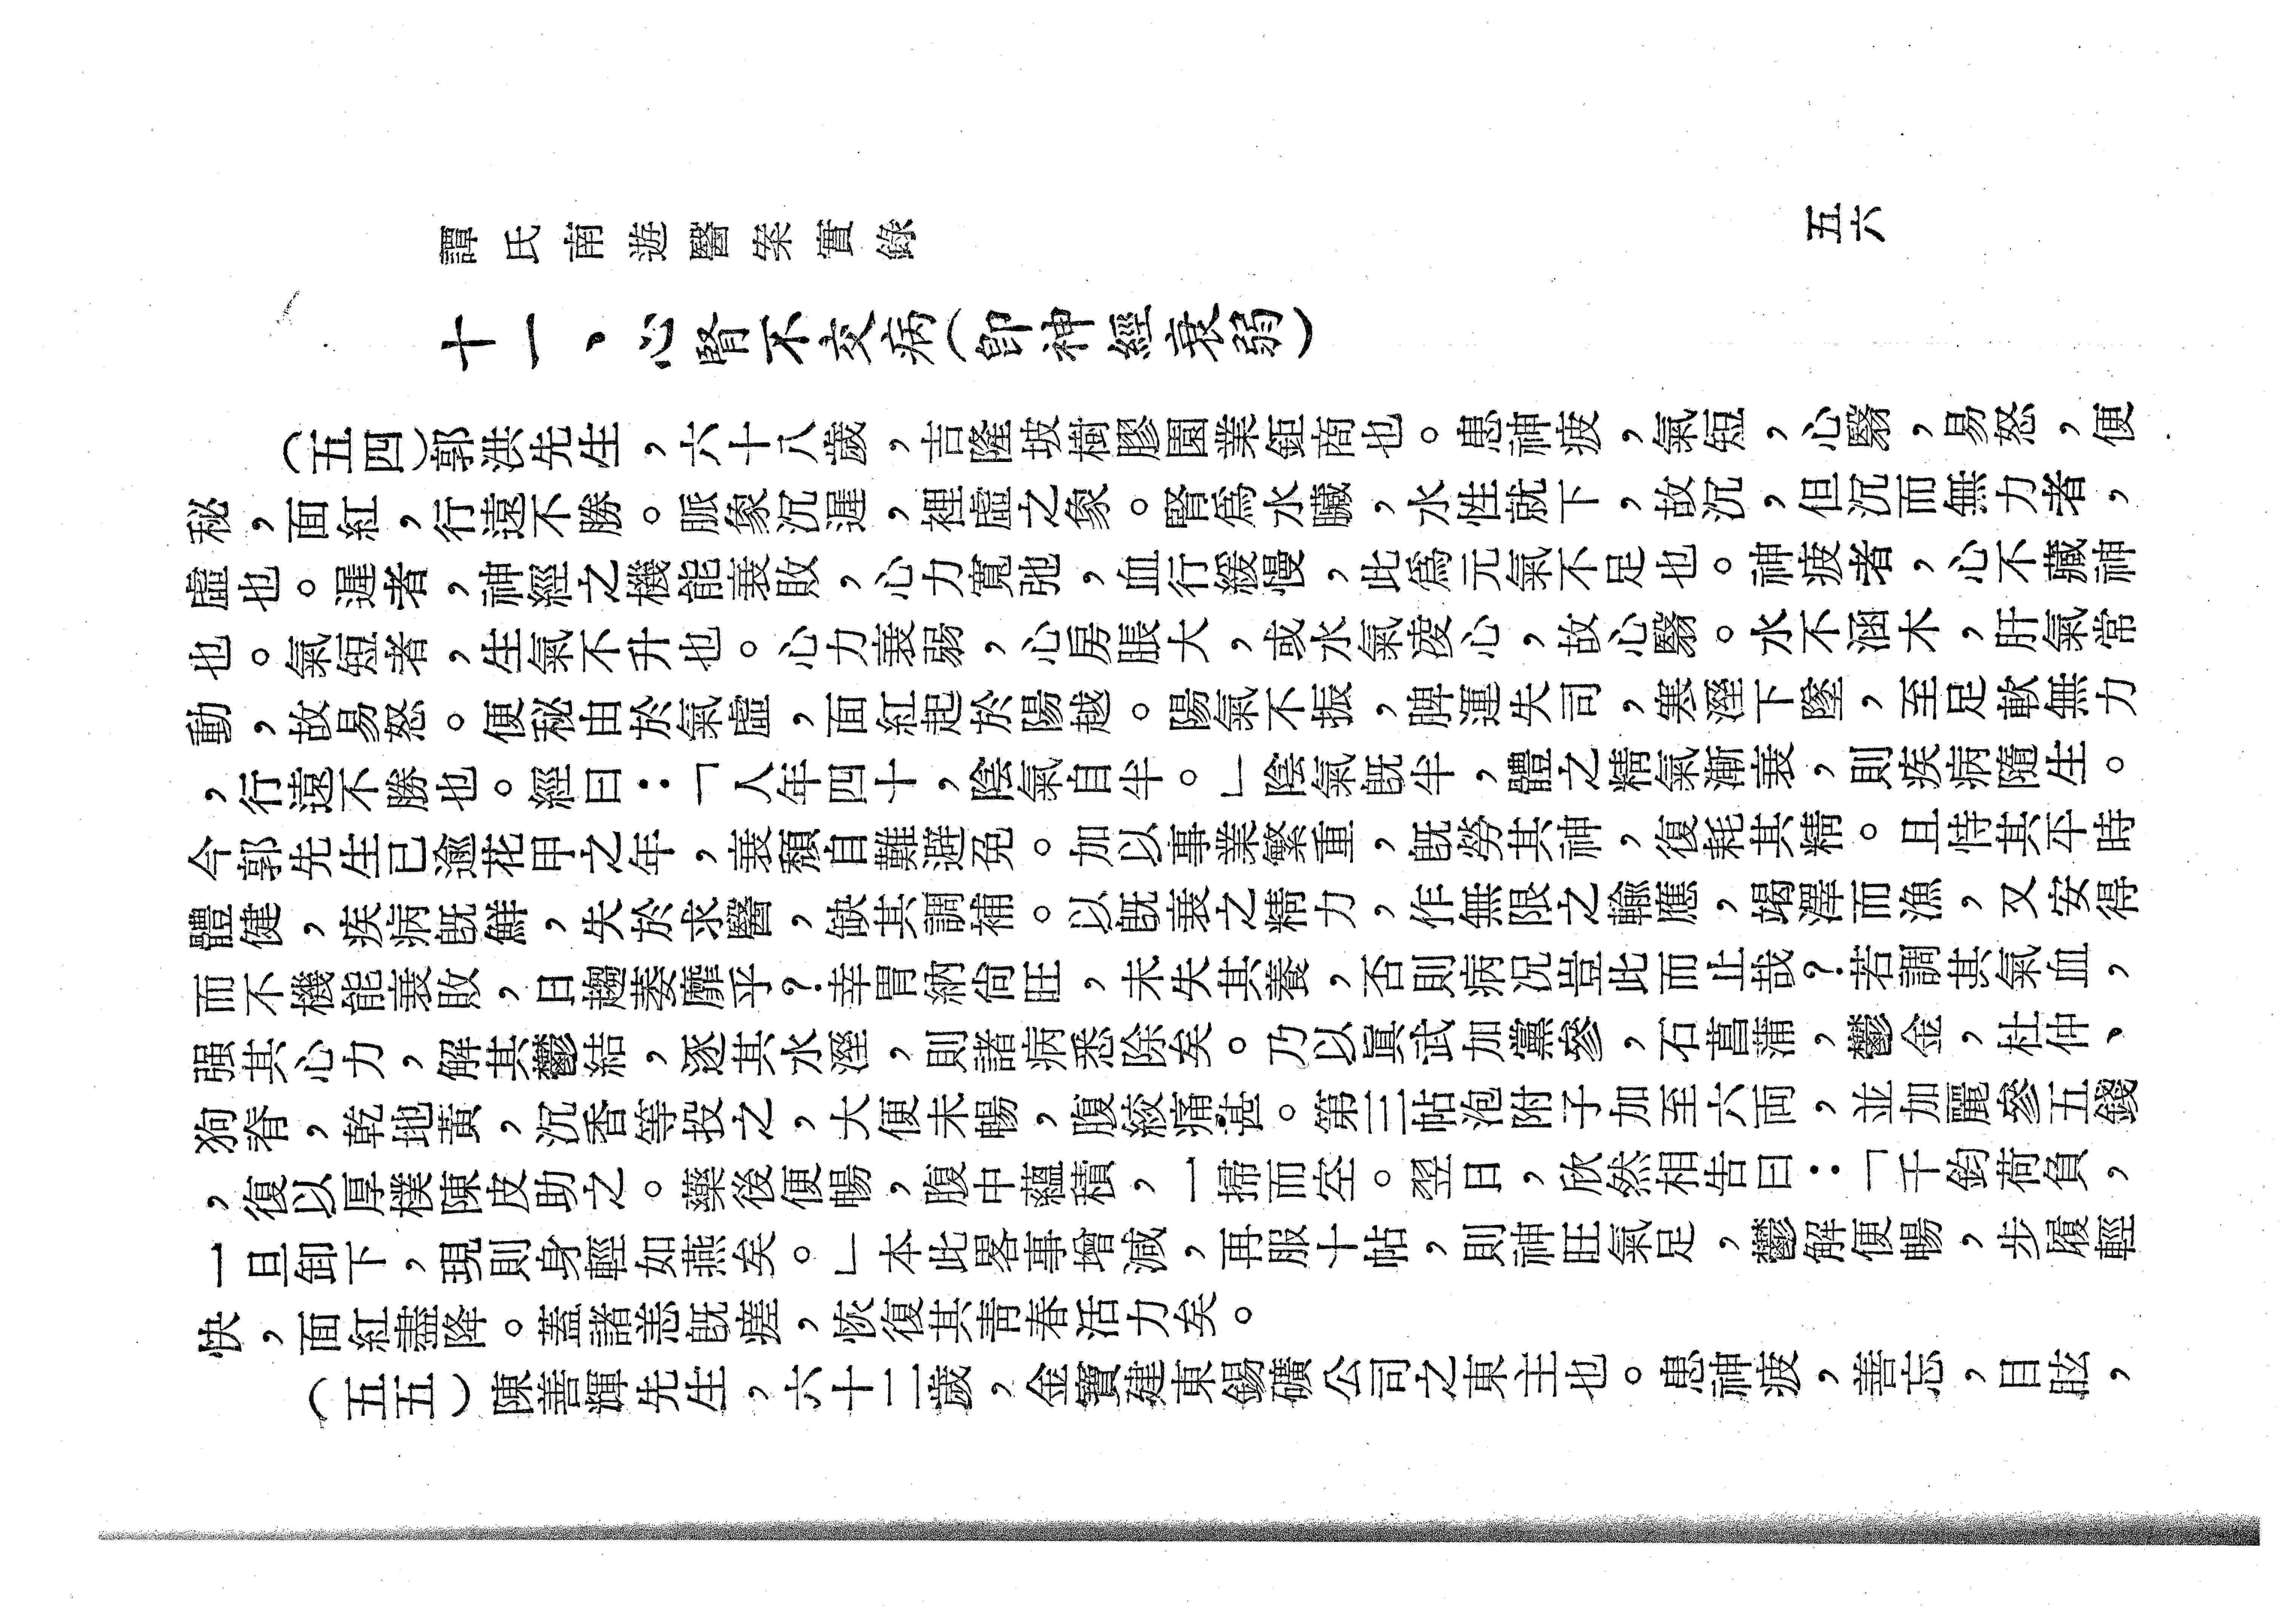 譚氏南遊醫案實錄
五六
十一、心腎不交病(卽神經衰弱)
(五四)郭洪先生，六十八歲，吉隆坡樹膠園業鉅商也。患神疲，氣短，心翳，易怒，便
秘，面紅，行遠不勝。脈象沉遲，裡虛之象。腎爲水臟，水性就下，故沉，但沉而無力者，
虛也。遲者，神經之機能衰敗，心力寬弛，血行緩慢，此爲元氣不足也。神疲者，心不藏神
也。氣短者，生氣不升也。心力衰弱，心房脹大，或水氣凌心，故心翳。水不涵木，肝氣常
動，故易怒。便秘由於氣虛，面紅起於陽越。陽氣不振，脾運失司，寒溼下墜，至足軟無力
，行遠不勝也。經曰：「人年四十，陰氣自半。」陰氣旣半，體之精氣漸衰，則疾病隨生。
今郭先生已逾花甲之年，衰頹自難避免。加以事業繁重，旣勞其神，復耗其精。且恃其平時
體健，疾病旣鮮，失於求醫，缺其調補。以旣衰之精力，作無限之輸應，竭澤而漁，又安得
而不機能衰敗，日趨萎靡乎？幸胃納尙旺，未失其養，否則病況豈此而止哉？若調其氣血，
强其心力，解其鬱結，逐其水溼，則諸病悉除矣。乃以眞武加黨參，石菖蒲，鬱金，杜仲、
狗脊，乾地黃，沉香等投之，大便未暢，腹絞痛甚。第三帖泡附子加至六両，並加麗參五錢
，復以厚樸陳皮助之。藥後便暢，腹中蘊積，一掃而空。翌日，欣然相告曰：「千鈞荷負，
一旦卸下，現則身輕如燕矣。」本此畧事增減，再服十帖，則神旺氣足，鬱解便暢，步履輕
快，面紅盡降。蓋諸恙旣瘥，恢復其青春活力矣。
(五五)陳善輝先生，六十二歲，金寶建東錫礦公司之東主也。患神疲，善忘，目眩，